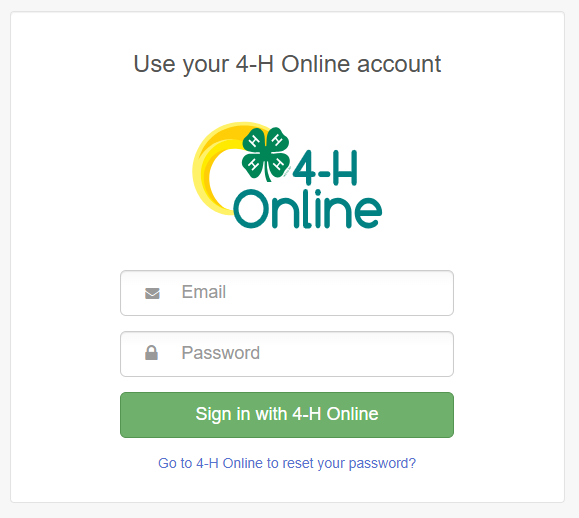 Use your 4-H Online account
H H
H H
4-H
Online
Email
Password
Sign in with 4-H Online
Go to 4-H Online to reset your password?